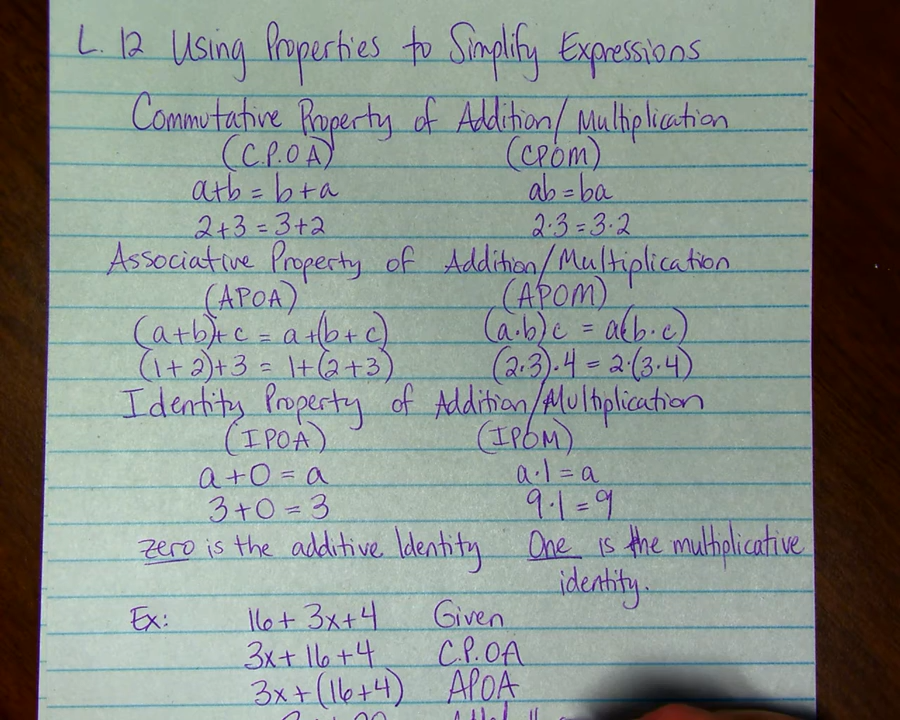 L. 12 Using Properties to Simplify Expressions
Commutative Property of Addition/Multiplication
(C.P.O A) (CPOM)
a+b = b+a ab = ba
2+3 = 3+2 2·3 = 3·2
Associative Property of Addition/Multiplication
(APOA) (APOM)
(a+b)+c = a+(b+c) (a·b)c = a(b·c)
(1+2)+3 = 1+(2+3) (2·3)·4 = 2·(3·4)
Identity Property of Addition/Multiplication
(IPOA) (IPOM)
a+0 = a a·1 = a
3+0 = 3 9·1 = 9
zero is the additive Identity One is the multiplicative
identity.
Ex: 16+3x+4 Given
3x+16+4 C.P.OA
3x+(16+4) APOA